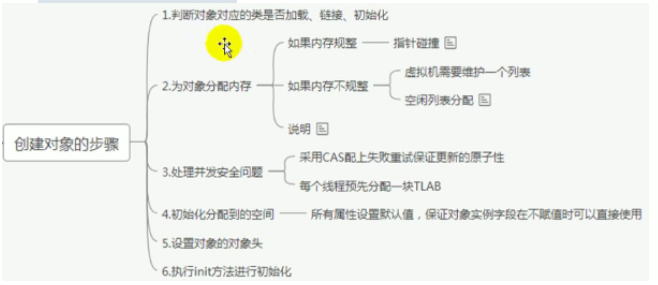 创建对象的步骤
1.判断对象对应的类是否加载、链接、初始化
2.为对象分配内存
如果内存规整
指针碰撞
如果内存不规整
虚拟机需要维护一个列表
空闲列表分配
说明
3.处理并发安全问题
采用CAS配上失败重试保证更新的原子性
每个线程预先分配一块TLAB
4.初始化分配到的空间
所有属性设置默认值，保证对象实例字段在不赋值时可以直接使用
5.设置对象的对象头
6.执行init方法进行初始化